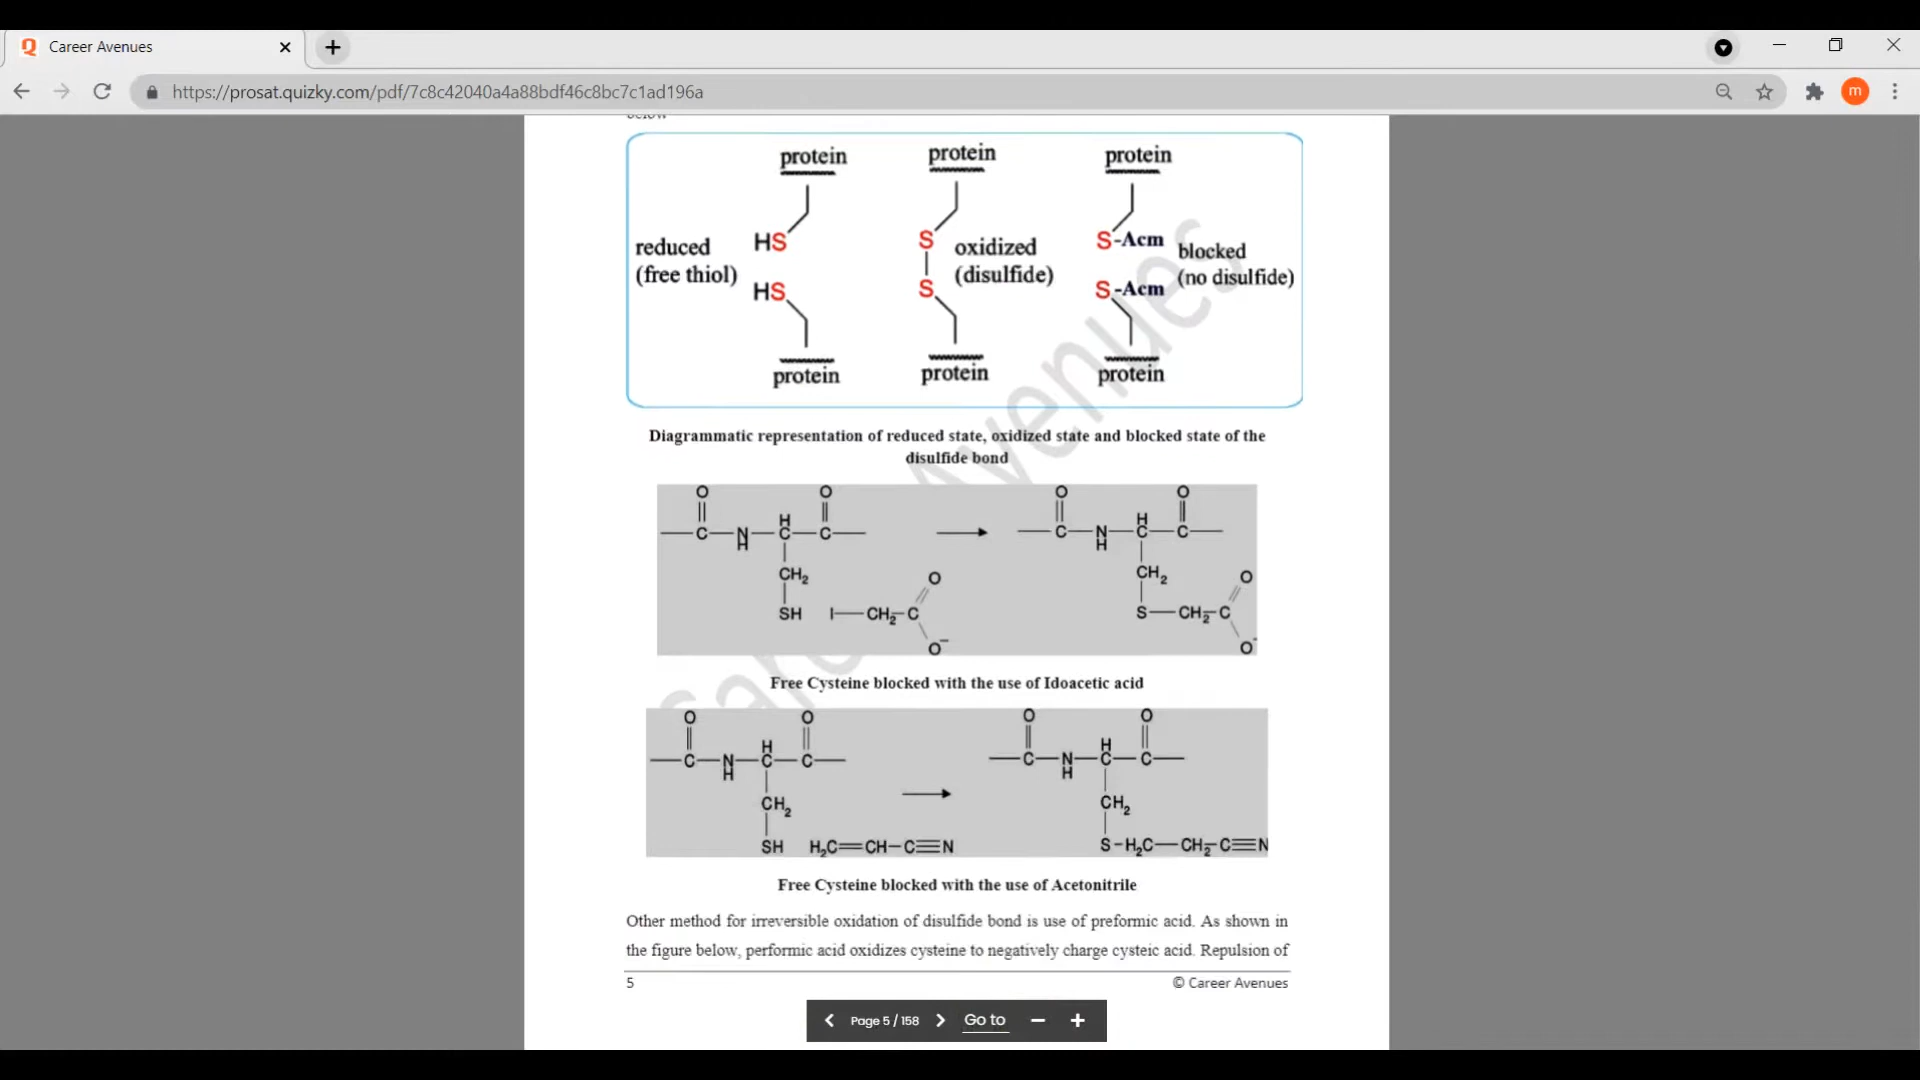 Career Avenues
https://prosat.quizky.com/pdf/7c8c42040a4a88bdf46c8bc7c1ad196a
m
below
protein protein protein
HS S S-Acm
reduced oxidized blocked
(free thiol) (disulfide) (no disulfide)
HS S S-Acm
protein protein protein
Diagrammatic representation of reduced state, oxidized state and blocked state of the
disulfide bond
O O O O
H H
C N C C C N C C
H H
CH2 CH2
O O
SH I CH2 C S CH2 C
O- O-
Free Cysteine blocked with the use of Idoacetic acid
O O O O
H H
C N C C C N C C
H H
CH2 CH2
SH H2C=CH-C≡N S-H2C-CH2-C≡N
Free Cysteine blocked with the use of Acetonitrile
Other method for irreversible oxidation of disulfide bond is use of preformic acid. As shown in
the figure below, performic acid oxidizes cysteine to negatively charge cysteic acid. Repulsion of
5 © Career Avenues
Page 5 / 158 Go to